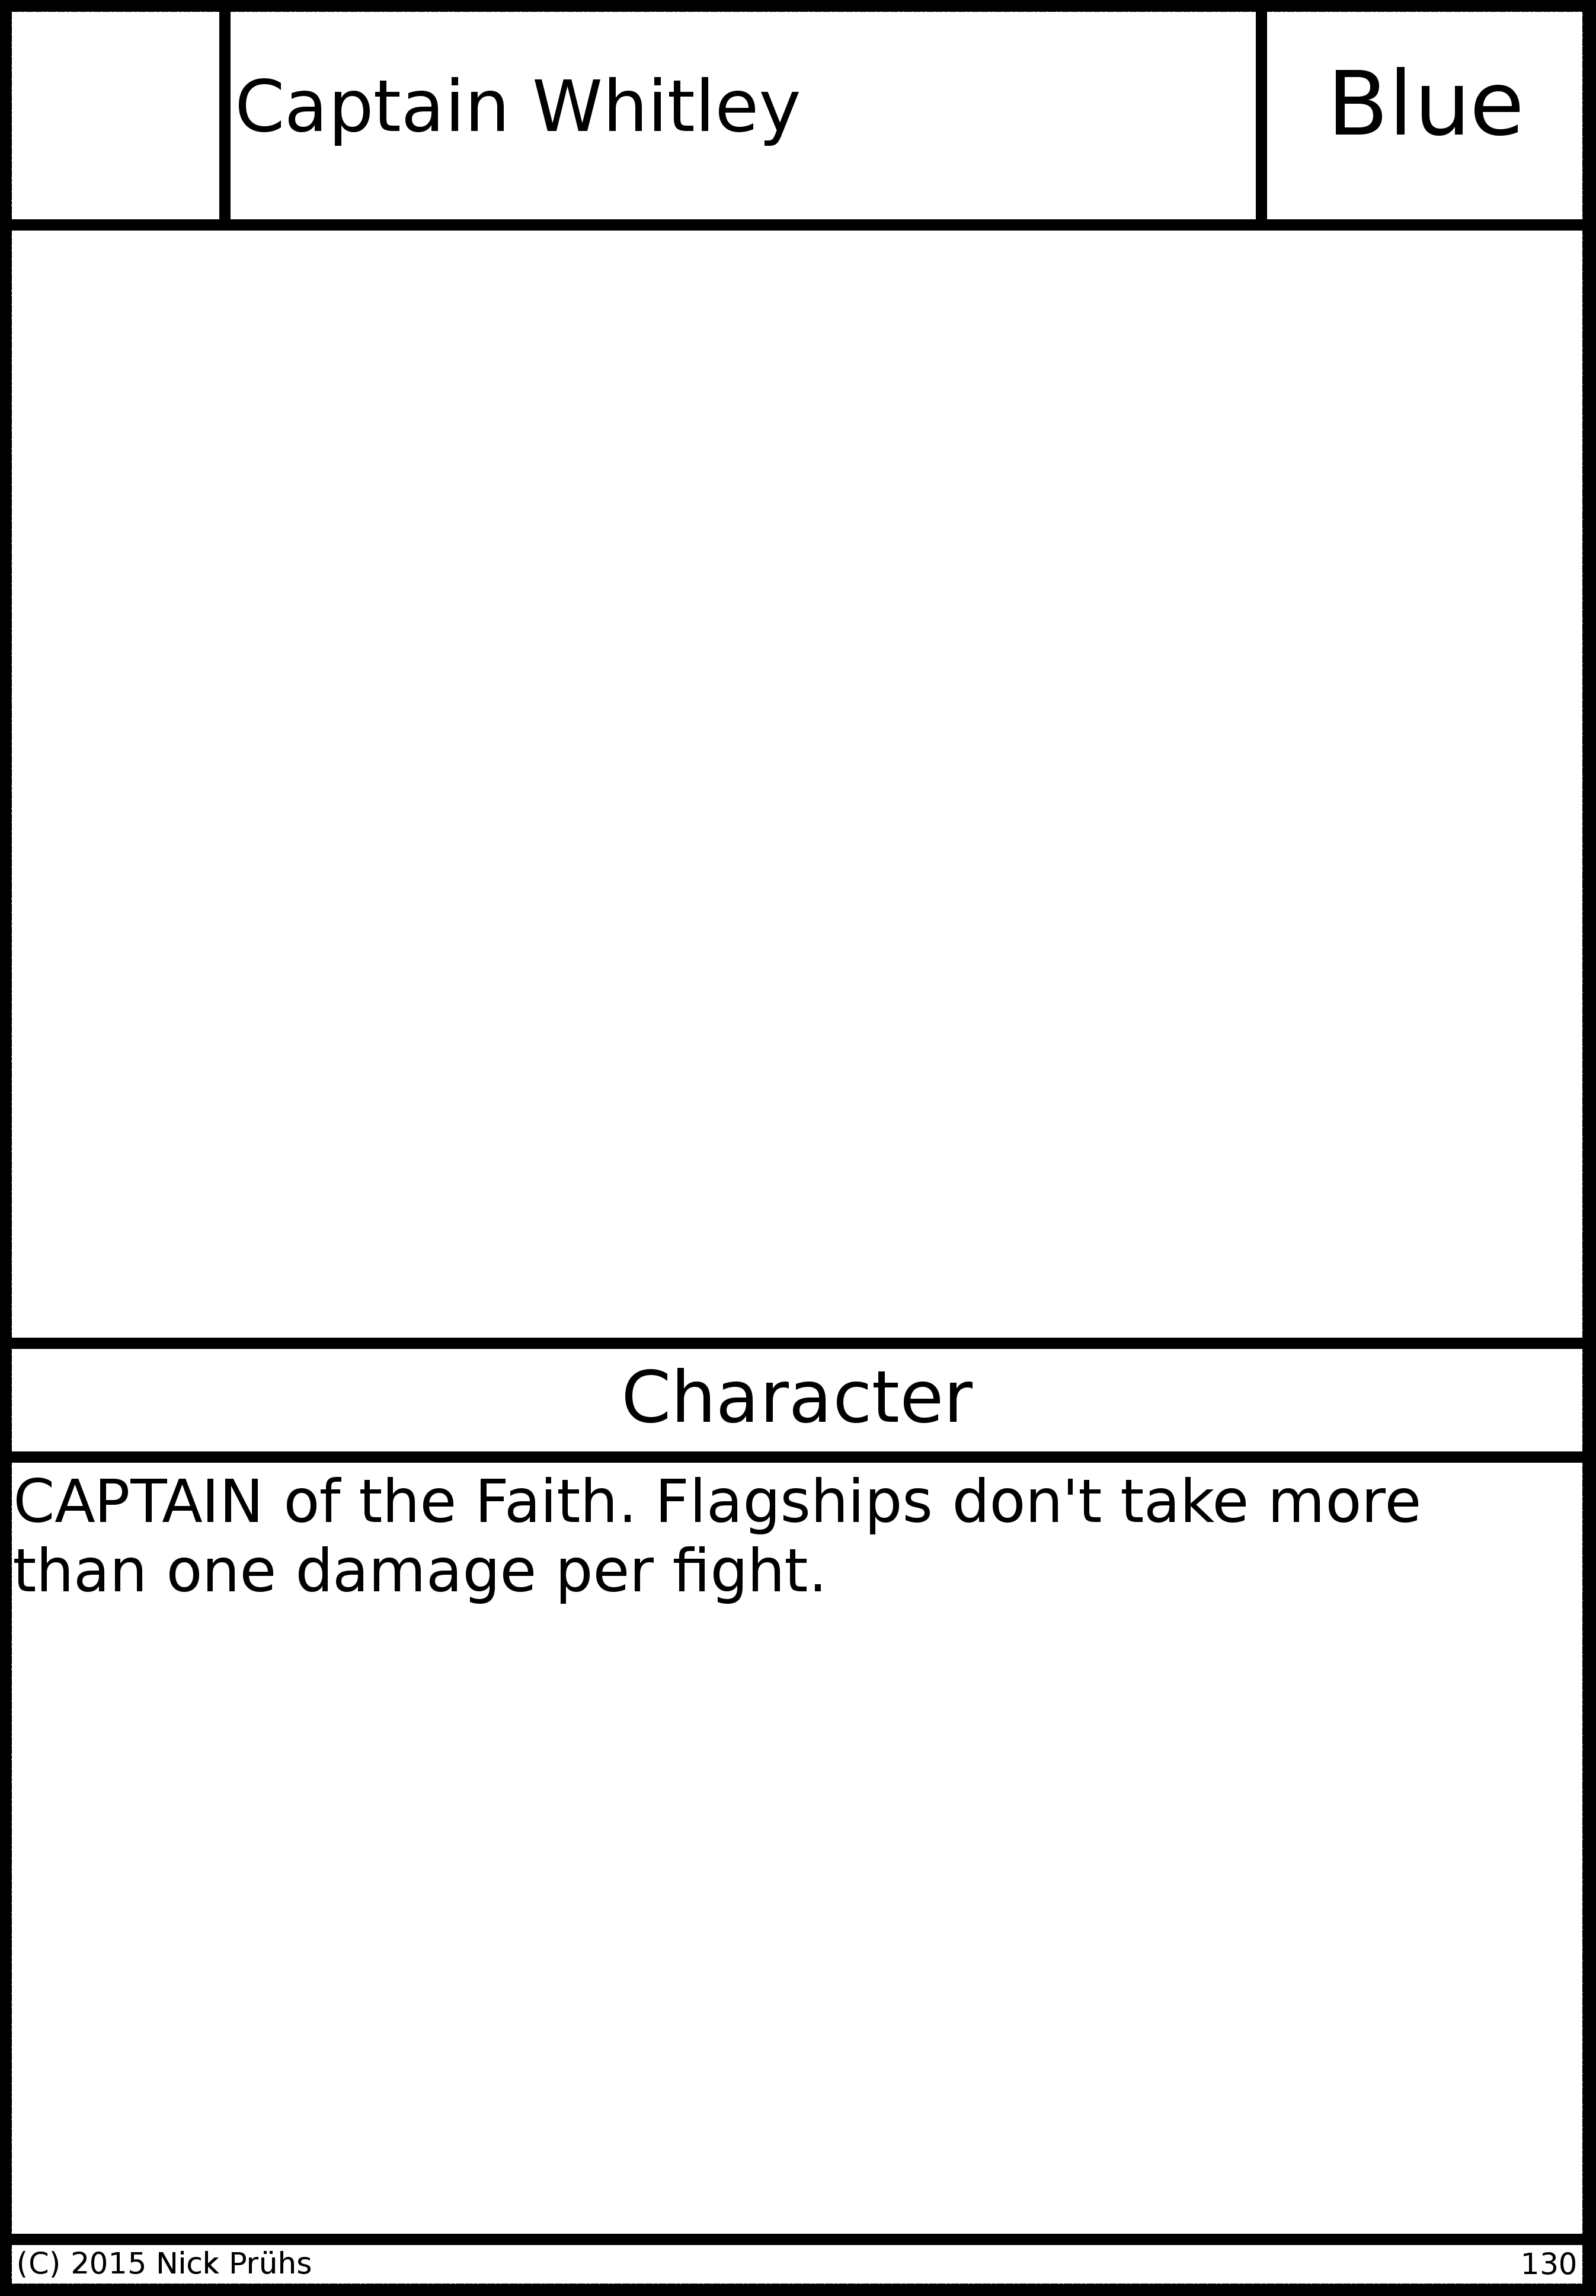 Captain Whitley
Blue
Character
CAPTAIN of the Faith. Flagships don't take more
than one damage per fight.
(C) 2015 Nick Prühs
130